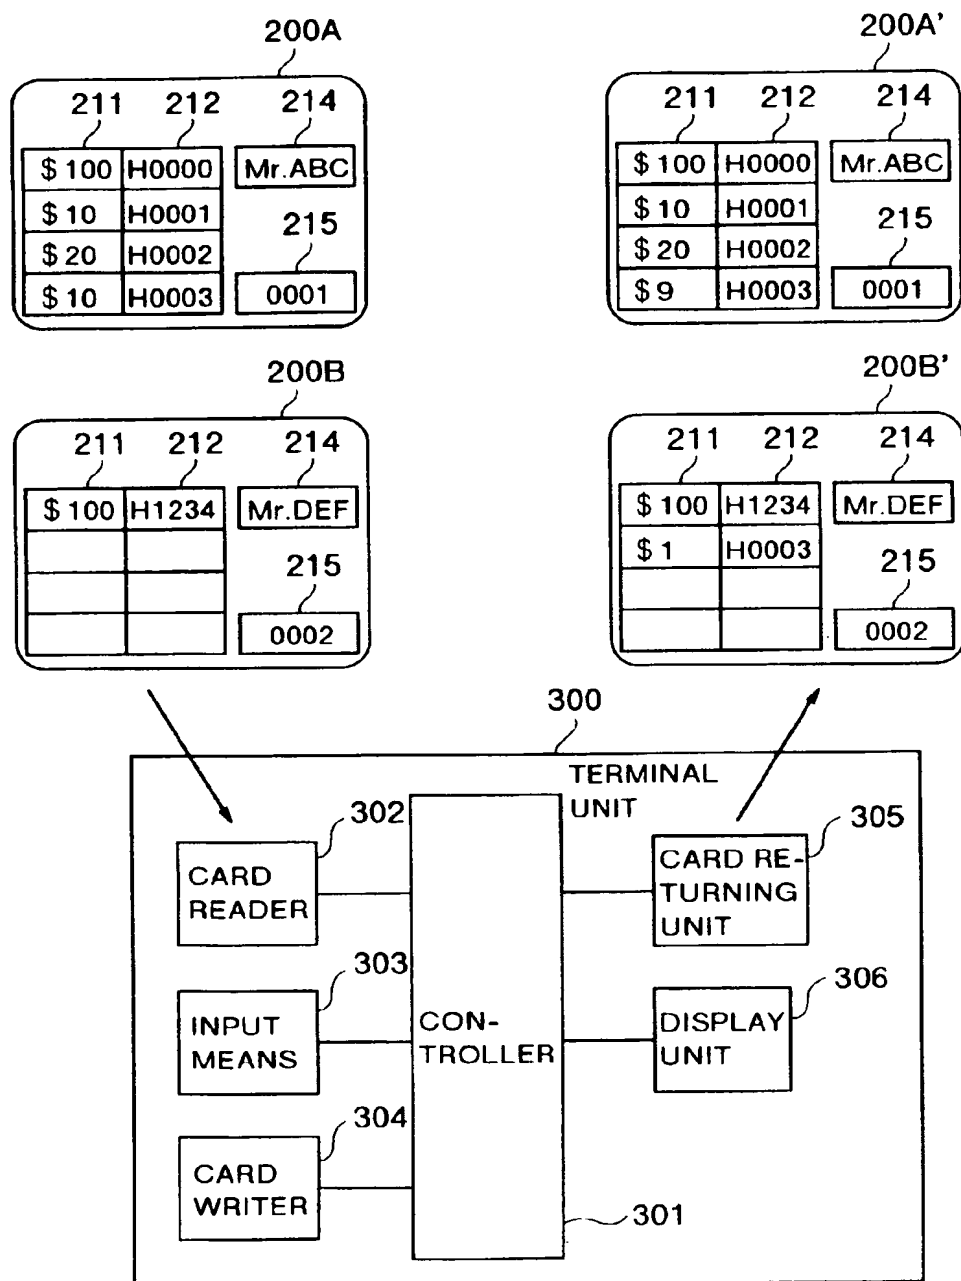 200A
211 212 214
$100 H0000 Mr.ABC
$10 H0001
215
$20 H0002
$10 H0003 0001
200A'
211 212 214
$100 H0000 Mr.ABC
$10 H0001
215
$20 H0002
$9 H0003 0001
200B
211 212 214
$100 H1234 Mr.DEF
215
0002
200B'
211 212 214
$100 H1234 Mr.DEF
$1 H0003
215
0002
300
TERMINAL
UNIT
302
CARD
READER
303
INPUT
MEANS
304
CARD
WRITER
CON-
TROLLER
301
305
CARD RE-
TURNING
UNIT
306
DISPLAY
UNIT